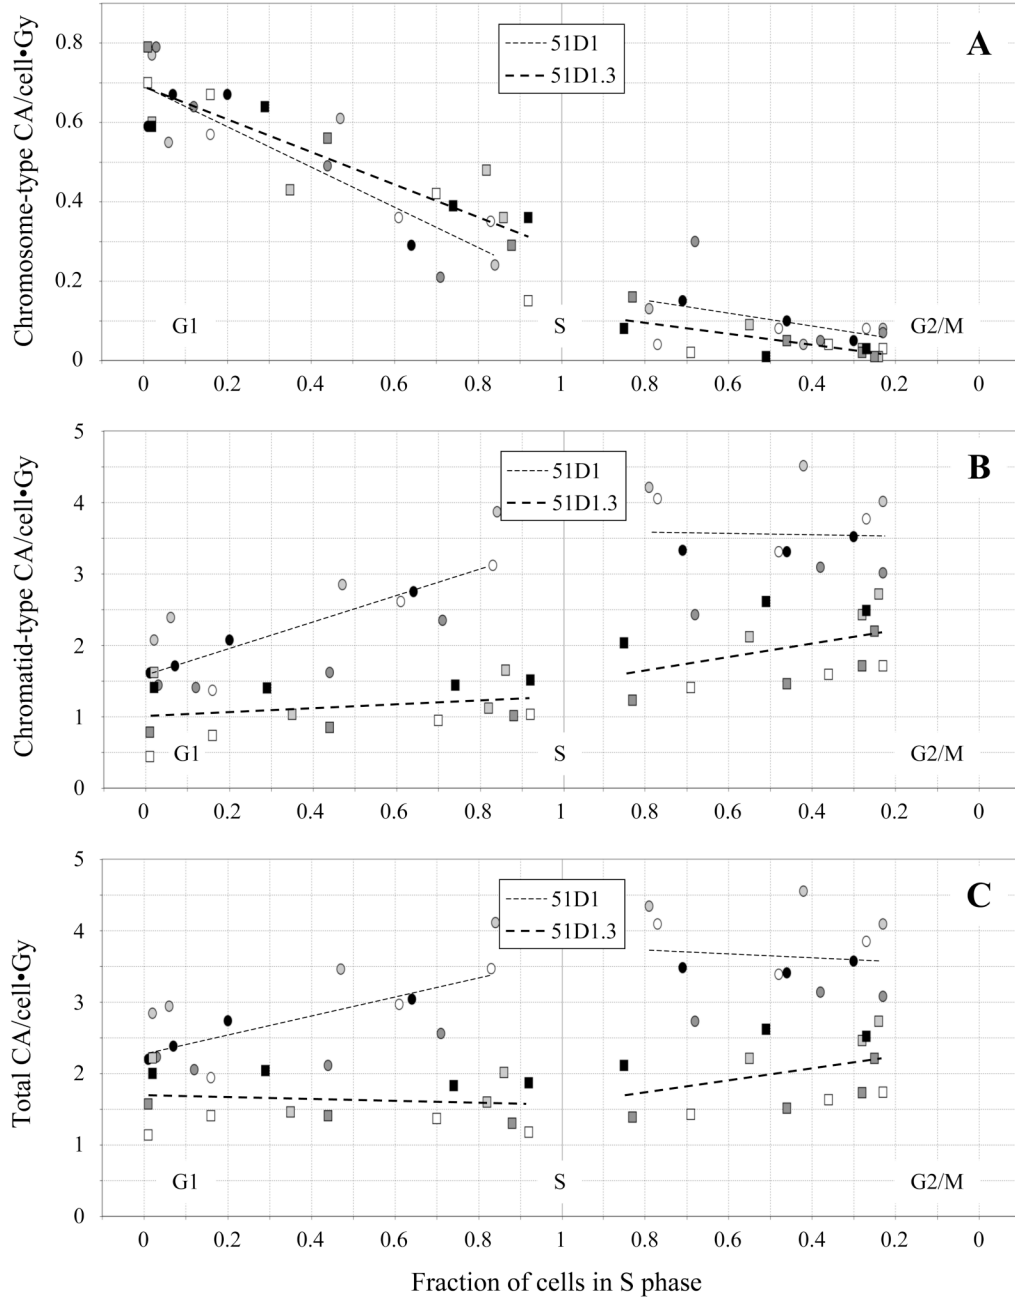 A
51D1
51D1.3
Chromosome-type CA/cell•Gy
0.8
0.6
0.4
0.2
0
G1
S
G2/M
0 0.2 0.4 0.6 0.8 1 0.8 0.6 0.4 0.2 0
B
51D1
51D1.3
Chromatid-type CA/cell•Gy
5
4
3
2
1
0
G1
S
G2/M
0 0.2 0.4 0.6 0.8 1 0.8 0.6 0.4 0.2 0
C
51D1
51D1.3
Total CA/cell•Gy
5
4
3
2
1
0
G1
S
G2/M
0 0.2 0.4 0.6 0.8 1 0.8 0.6 0.4 0.2 0
Fraction of cells in S phase